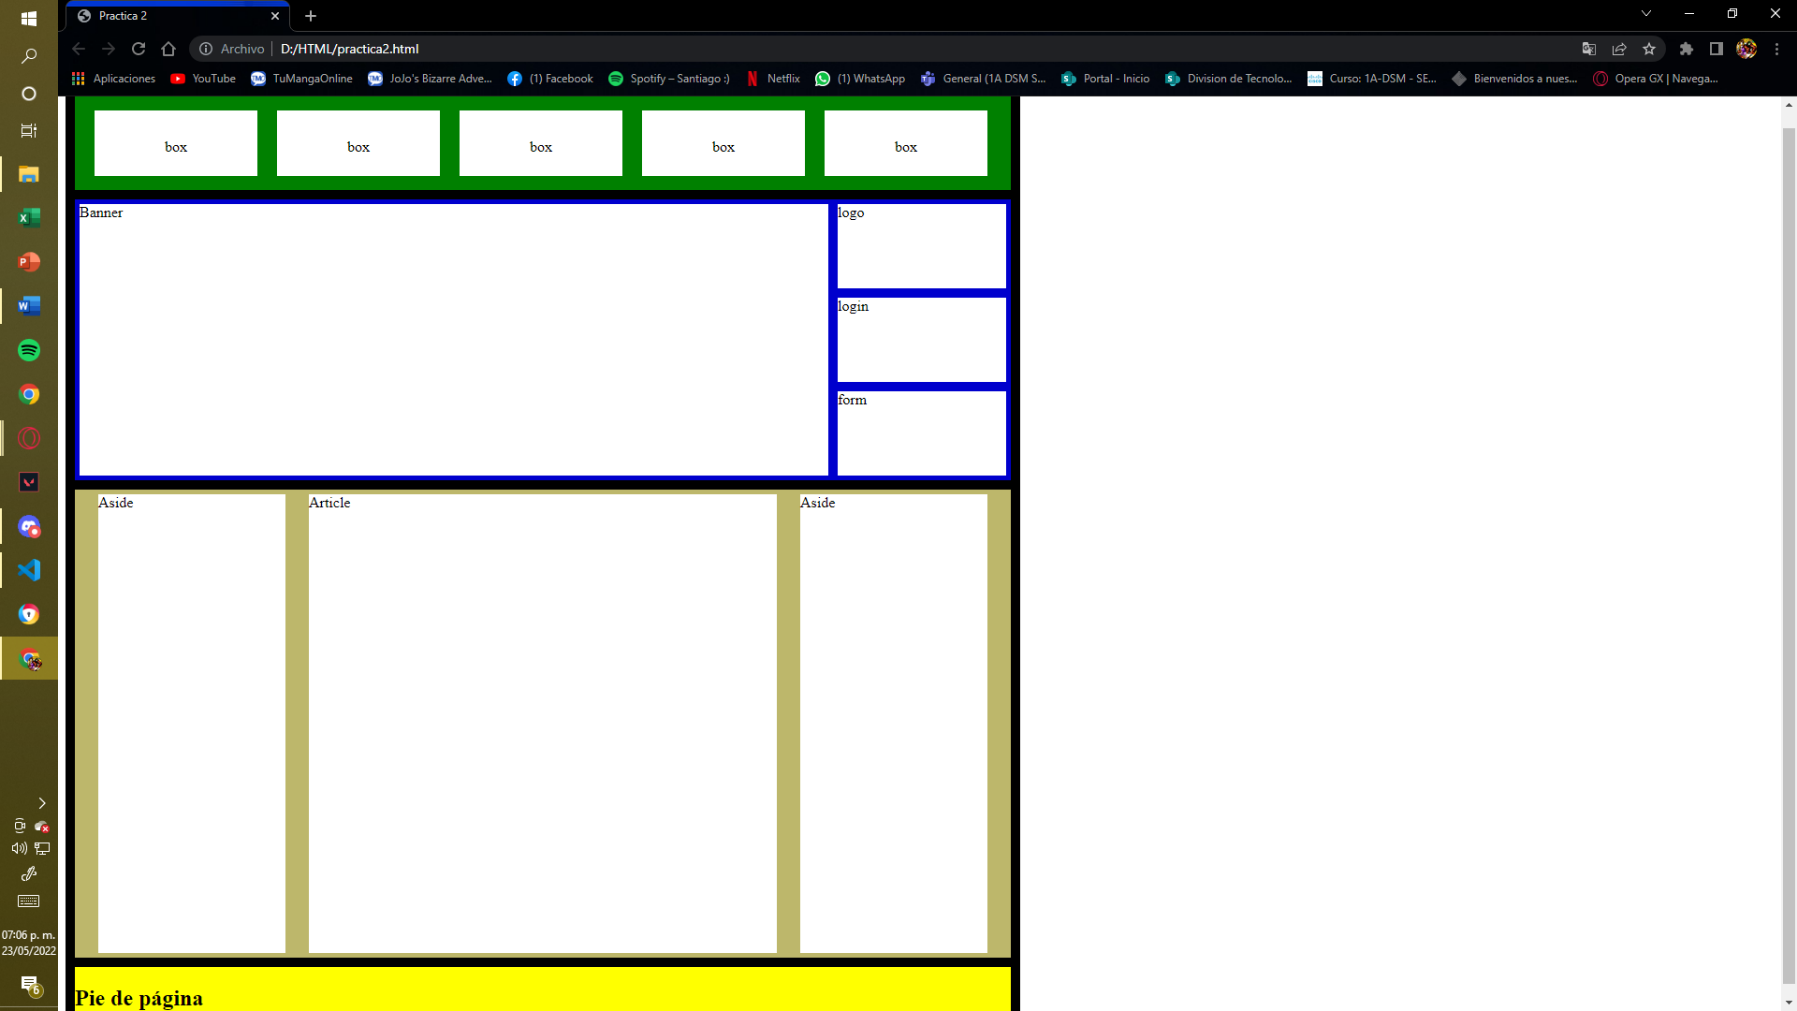 Practica 2
Archivo D:/HTML/practica2.html
Aplicaciones YouTube TuMangaOnline JoJo's Bizarre Adve... (1) Facebook Spotify – Santiago :) Netflix (1) WhatsApp General (1A DSM S... Portal - Inicio Division de Tecnolo... Curso: 1A-DSM - SE... Bienvenidos a nues... Opera GX | Navega...
box box box box box
Banner
logo
login
form
Aside Article Aside
Pie de página
07:06 p. m.
23/05/2022
6